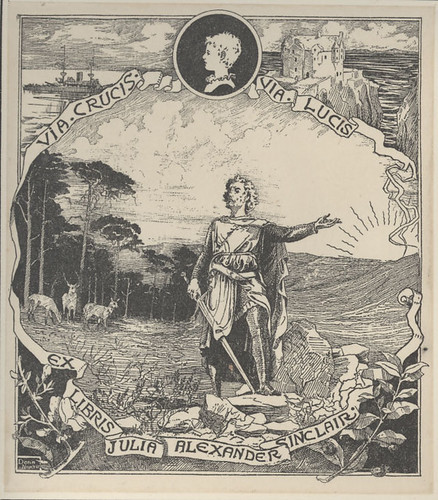 VIA · CRUCIS ·
VIA · LUCIS
EX
LIBRIS
JULIA ALEXANDER
SINCLAIR ·